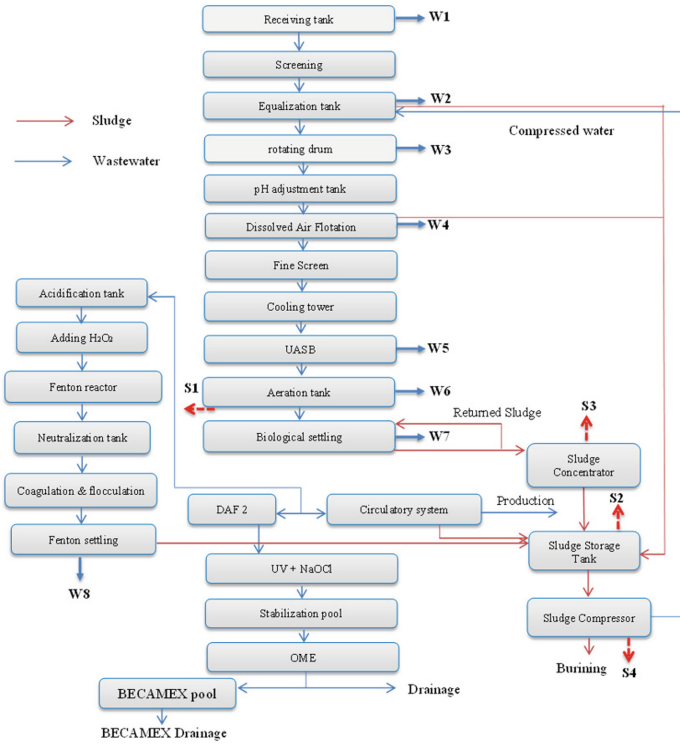 Receiving tank
W1
Screening
Equalization tank
W2
Sludge
Compressed water
rotating drum
W3
Wastewater
pH adjustment tank
Dissolved Air Flotation
W4
Fine Screen
Acidification tank
Cooling tower
Adding H₂O₂
UASB
W5
Fenton reactor
S1
Aeration tank
W6
Returned Sludge
S3
Neutralization tank
Biological settling
W7
Sludge
Concentrator
Coagulation & flocculation
DAF 2
Circulatory system
Production
S2
Fenton settling
Sludge Storage
Tank
W8
UV + NaOCl
Stabilization pool
Sludge Compressor
OME
Burining
S4
BECAMEX pool
Drainage
BECAMEX Drainage